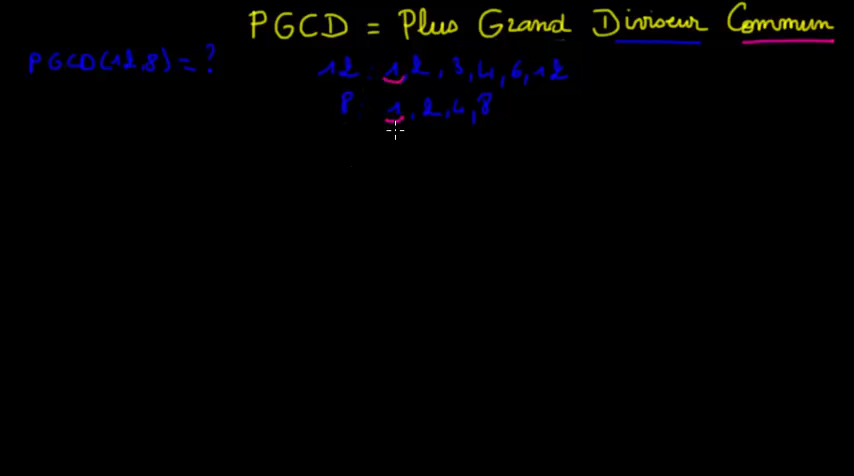 PGCD = Plus Grand Diviseur Commun
PGCD(12,8) = ?
12 : 1, 2, 3, 4, 6, 12
8 : 1, 2, 4, 8